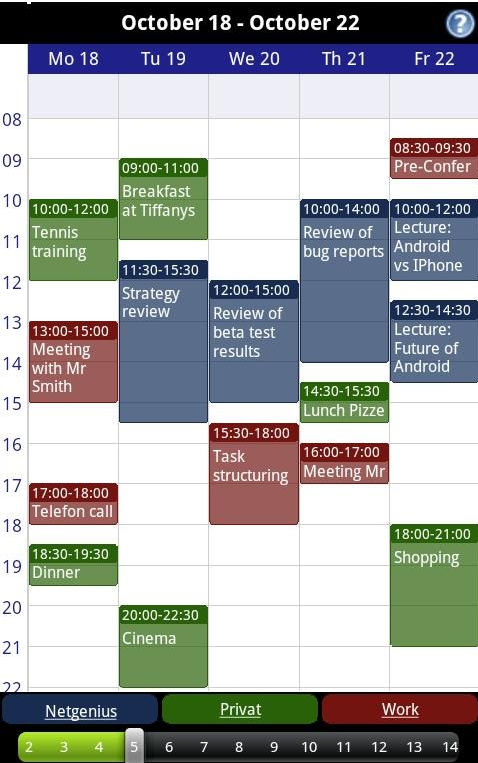 October 18 - October 22
?
Mo 18
Tu 19
We 20
Th 21
Fr 22
08
09
10
11
12
13
14
15
16
17
18
19
20
21
22
10:00-12:00
Tennis
training
13:00-15:00
Meeting
with Mr
Smith
17:00-18:00
Telefon call
18:30-19:30
Dinner
09:00-11:00
Breakfast
at Tiffanys
11:30-15:30
Strategy
review
20:00-22:30
Cinema
12:00-15:00
Review of
beta test
results
15:30-18:00
Task
structuring
10:00-14:00
Review of
bug reports
14:30-15:30
Lunch Pizze
16:00-17:00
Meeting Mr
08:30-09:30
Pre-Confer
10:00-12:00
Lecture:
Android
vs IPhone
12:30-14:30
Lecture:
Future of
Android
18:00-21:00
Shopping
Netgenius
Privat
Work
2 3 4 5 6 7 8 9 10 11 12 13 14